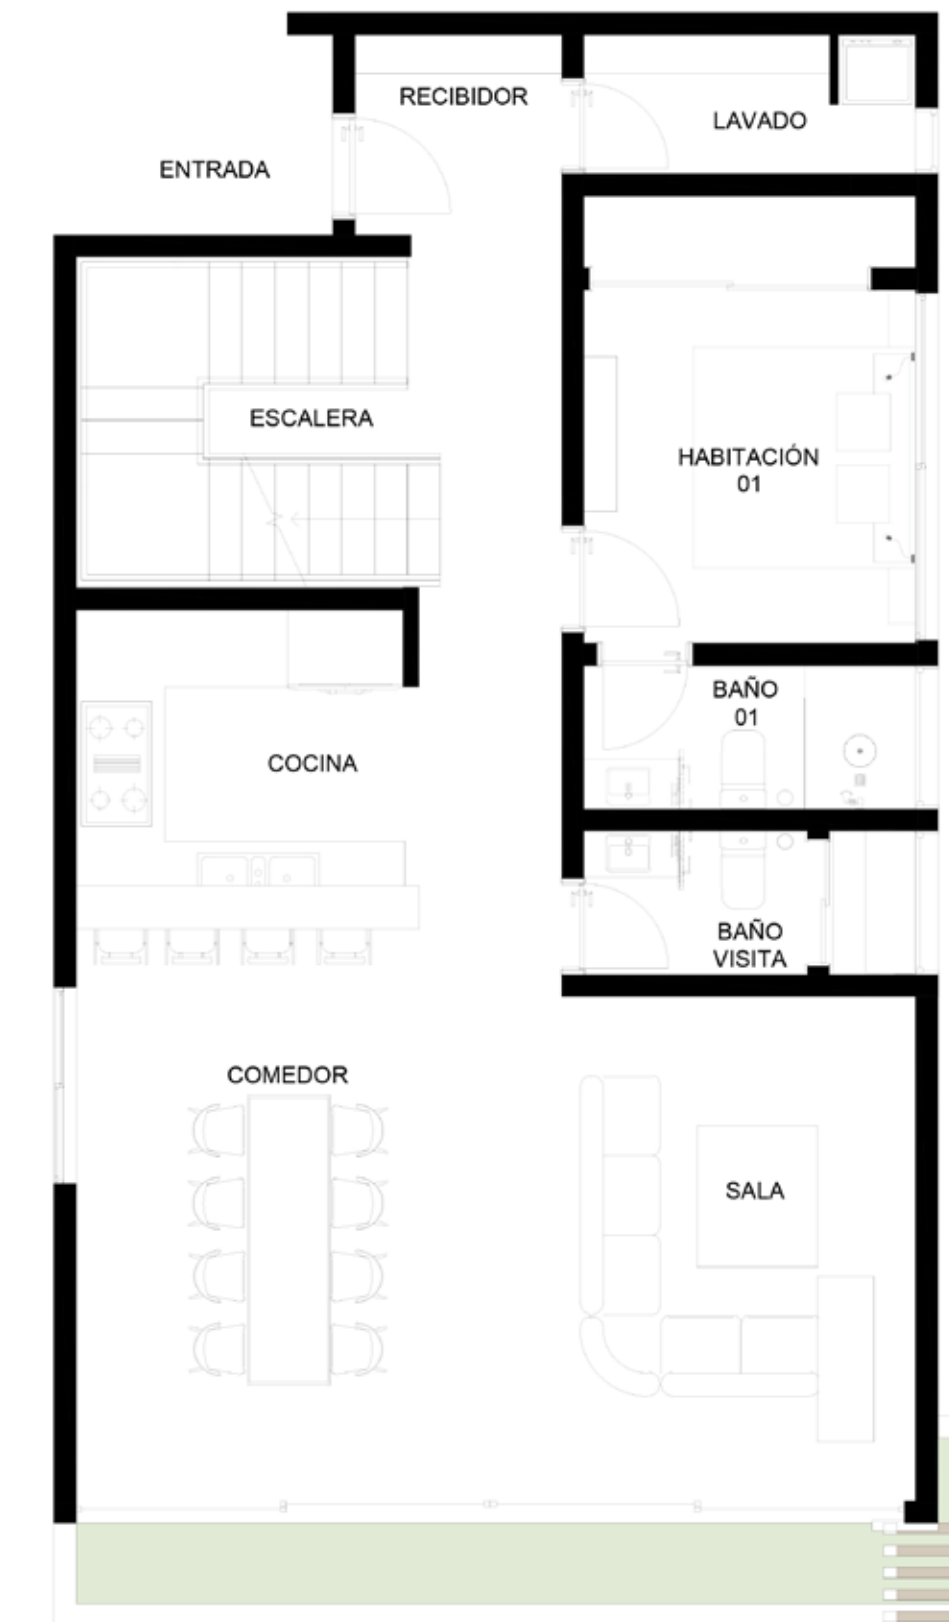 RECIBIDOR
LAVADO
ENTRADA
ESCALERA
HABITACIÓN
01
BAÑO
01
COCINA
BAÑO
VISITA
COMEDOR
SALA